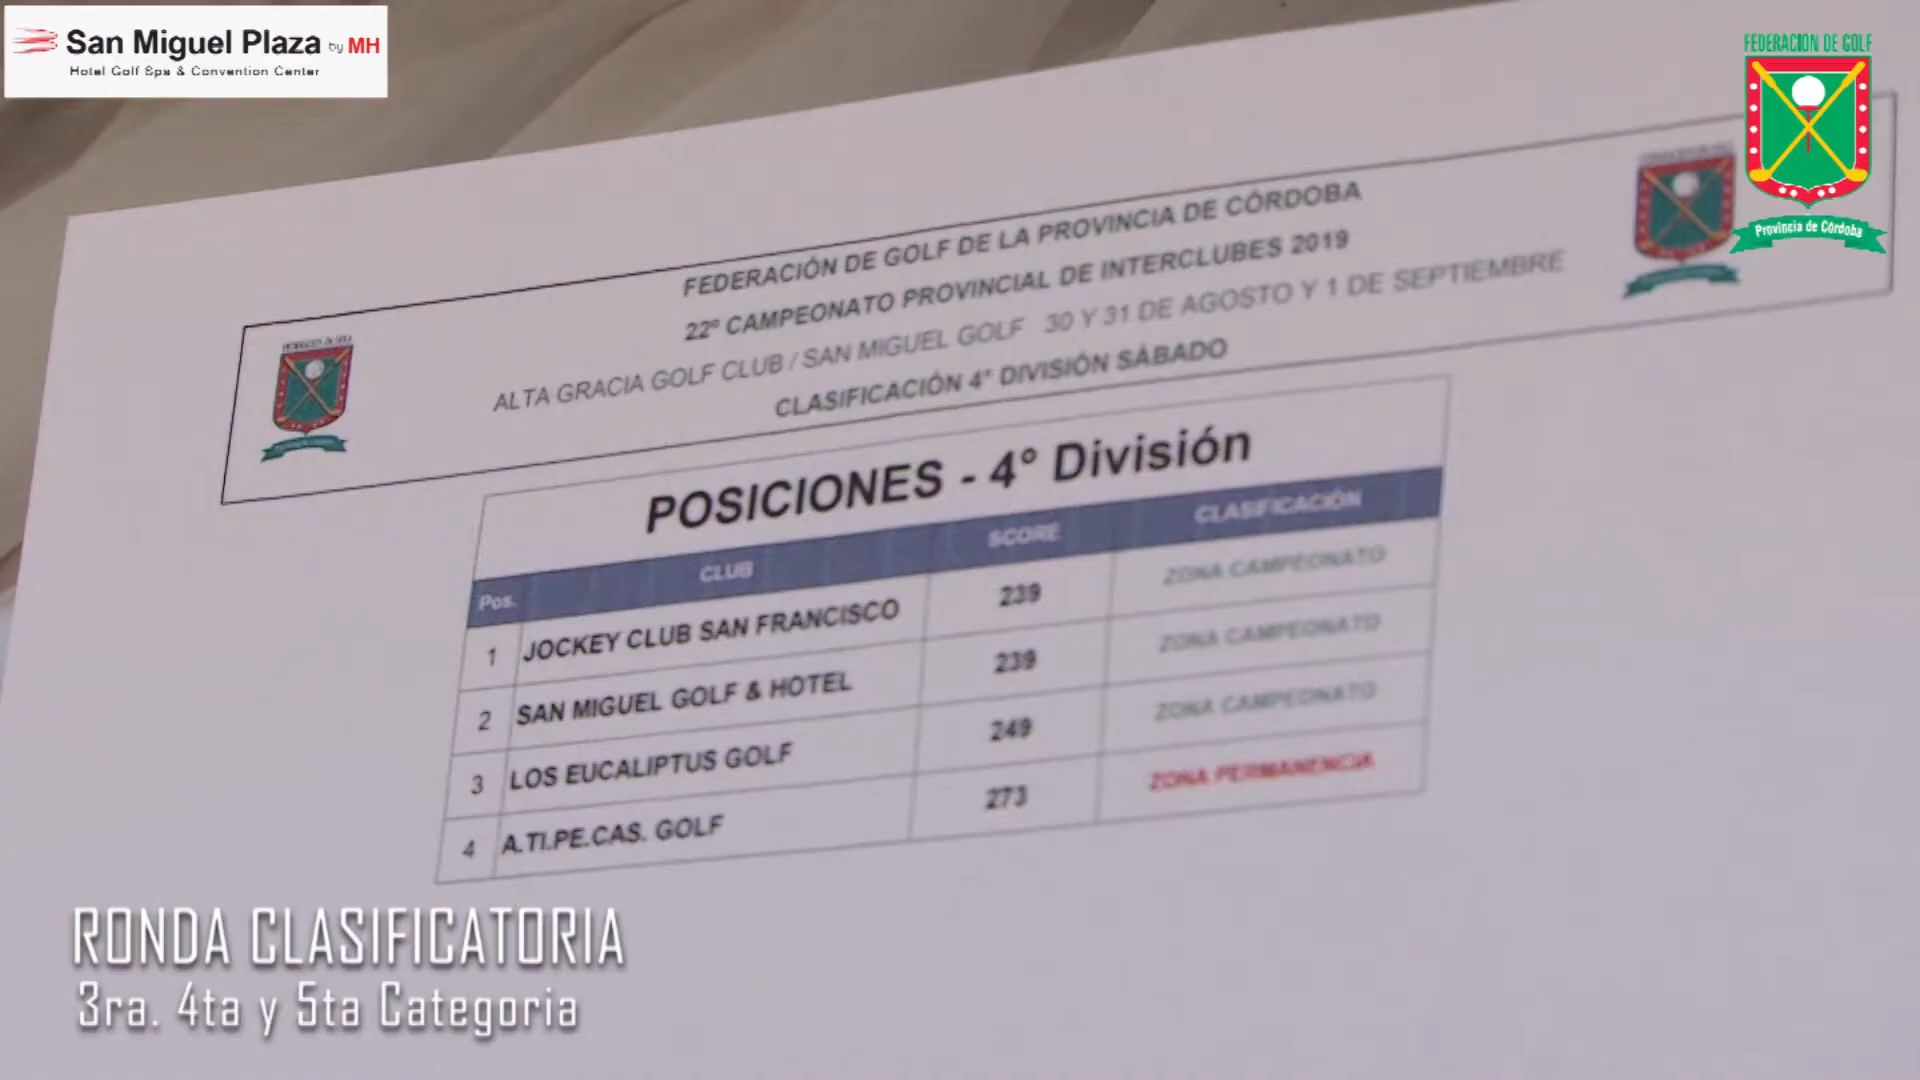 San Miguel Plaza by MH
Hotel Golf Spa & Convention Center
FEDERACION DE GOLF
Provincia de Córdoba
FEDERACIÓN DE GOLF DE LA PROVINCIA DE CÓRDOBA
22º CAMPEONATO PROVINCIAL DE INTERCLUBES 2019
ALTA GRACIA GOLF CLUB / SAN MIGUEL GOLF 30 Y 31 DE AGOSTO Y 1 DE SEPTIEMBRE
CLASIFICACIÓN 4° DIVISIÓN SÁBADO
POSICIONES - 4° División
Pos. CLUB SCORE CLASIFICACIÓN
1 JOCKEY CLUB SAN FRANCISCO 239 ZONA CAMPEONATO
2 SAN MIGUEL GOLF & HOTEL 239 ZONA CAMPEONATO
3 LOS EUCALIPTUS GOLF 249 ZONA CAMPEONATO
4 A.TI.PE.CAS. GOLF 273 ZONA PERMANENCIA
RONDA CLASIFICATORIA
3ra. 4ta y 5ta Categoria